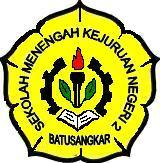 SEKOLAH MENENGAH KEJURUAN NEGERI 2
BATUSANGKAR